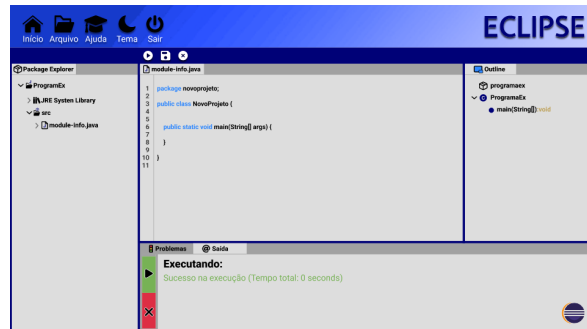 ECLIPSE
Início Arquivo Ajuda Tema Sair
Package Explorer
ProgramEx
JRE Systen Library
src
module-info.java
module-info.java
1 package novoprojeto;
2
3 public class NovoProjeto {
4
5
6 public static void main(String[] args) {
7
8 }
9
10 }
11
Outline
programaex
ProgramaEx
main(String[]):void
Problemas @ Saída
Executando:
Sucesso na execução (Tempo total: 0 seconds)